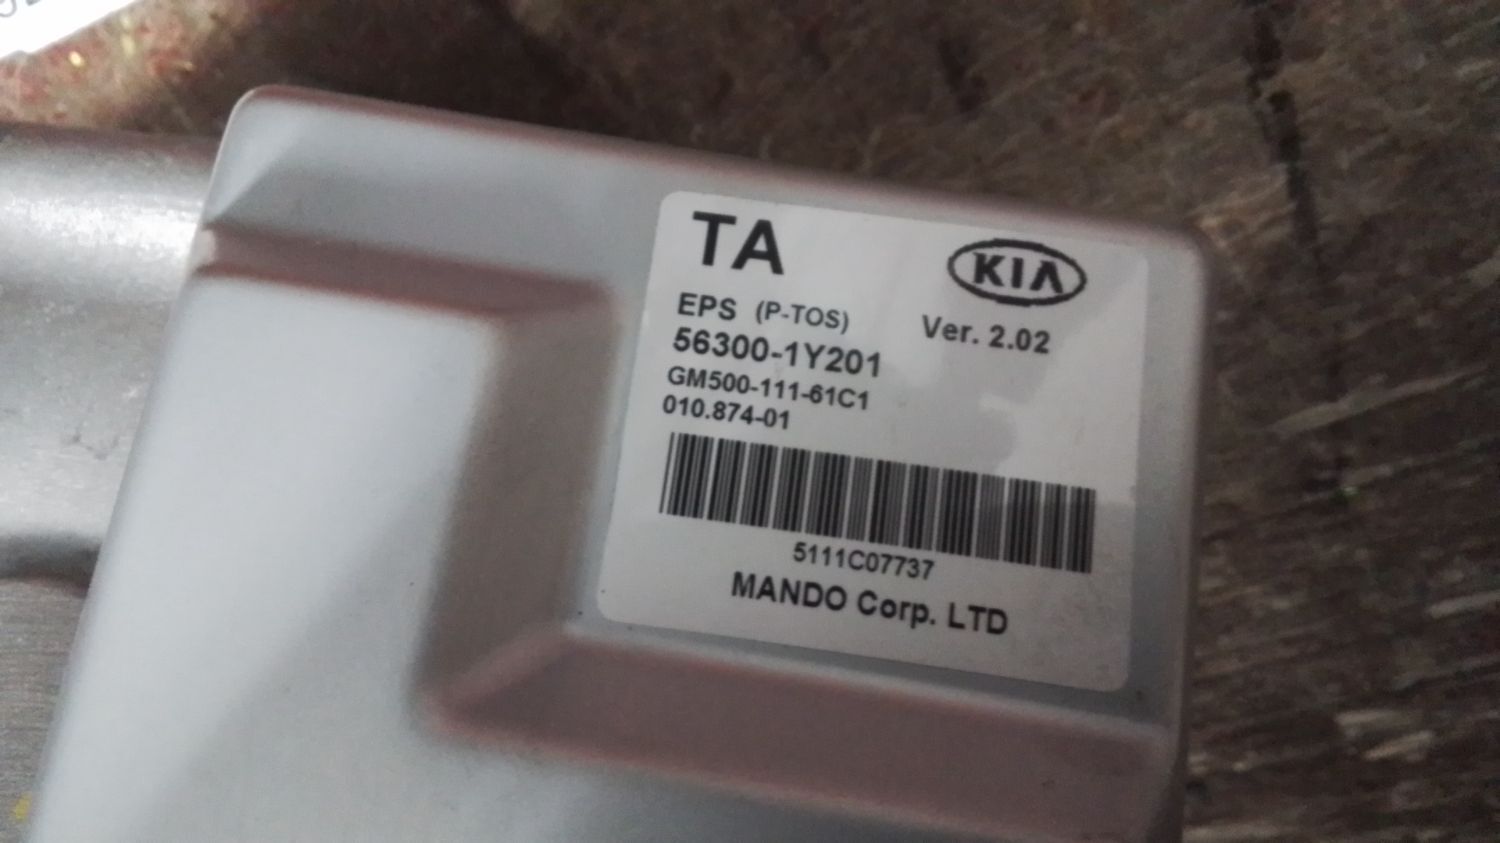 TA
KIA
EPS (P-TOS)
Ver. 2.02
56300-1Y201
GM500-111-61C1
010.874-01
5111C07737
MANDO Corp. LTD